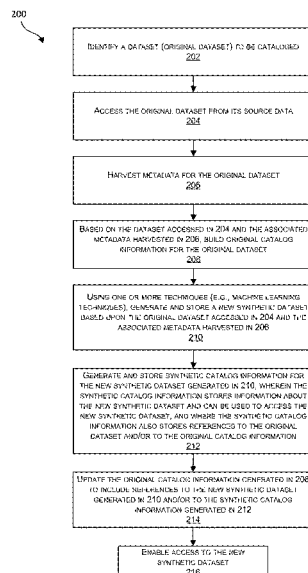 200
IDENTIFY A DATASET (ORIGINAL DATASET) TO BE CATALOGED
202
ACCESS THE ORIGINAL DATASET FROM ITS SOURCE DATA
204
HARVEST METADATA FOR THE ORIGINAL DATASET
206
BASED ON THE DATASET ACCESSED IN 204 AND THE ASSOCIATED
METADATA HARVESTED IN 206, BUILD ORIGINAL CATALOG
INFORMATION FOR THE ORIGINAL DATASET
208
USING ONE OR MORE TECHNIQUES (E.G., MACHINE LEARNING
TECHNIQUES), GENERATE AND STORE A NEW SYNTHETIC DATASET
BASED UPON THE ORIGINAL DATASET ACCESSED IN 204 AND THE
ASSOCIATED METADATA HARVESTED IN 206
210
GENERATE AND STORE SYNTHETIC CATALOG INFORMATION FOR
THE NEW SYNTHETIC DATASET GENERATED IN 210, WHEREIN THE
SYNTHETIC CATALOG INFORMATION STORES INFORMATION ABOUT
THE NEW SYNTHETIC DATASET AND CAN BE USED TO ACCESS THE
NEW SYNTHETIC DATASET, AND WHERE THE SYNTHETIC CATALOG
INFORMATION ALSO STORES REFERENCES TO THE ORIGINAL
DATASET AND/OR TO THE ORIGINAL CATALOG INFORMATION
212
UPDATE THE ORIGINAL CATALOG INFORMATION GENERATED IN 208
TO INCLUDE REFERENCES TO THE NEW SYNTHETIC DATASET
GENERATED IN 210 AND/OR TO THE SYNTHETIC CATALOG
INFORMATION GENERATED IN 212
214
ENABLE ACCESS TO THE NEW
SYNTHETIC DATASET
216